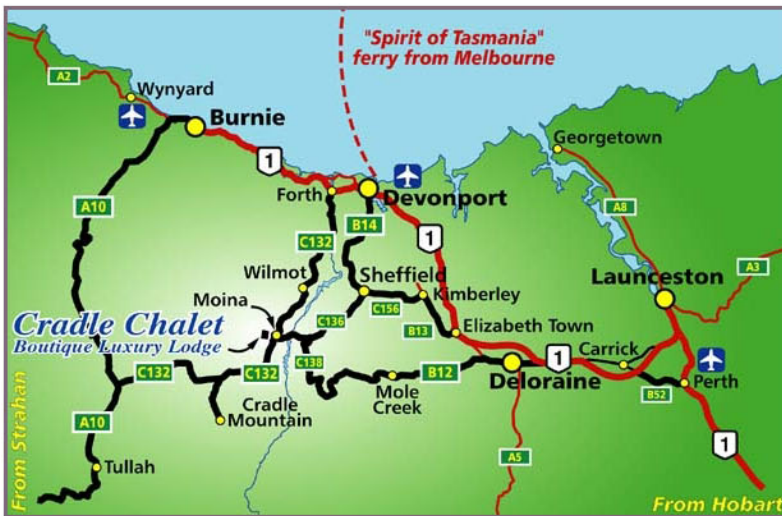 "Spirit of Tasmania"
ferry from Melbourne
A2
Wynyard
Burnie
Georgetown
1
Forth
Devonport
A10
B14
A8
1
C132
Wilmot
Sheffield
Launceston
A3
Moina
Kimberley
Cradle Chalet
Boutique Luxury Lodge
C136
C156
B13
Elizabeth Town
C138
1
Carrick
C132
C132
B12
Deloraine
Perth
Mole
Creek
B52
Cradle
Mountain
A10
1
Tullah
A5
From Strahan
From Hobart